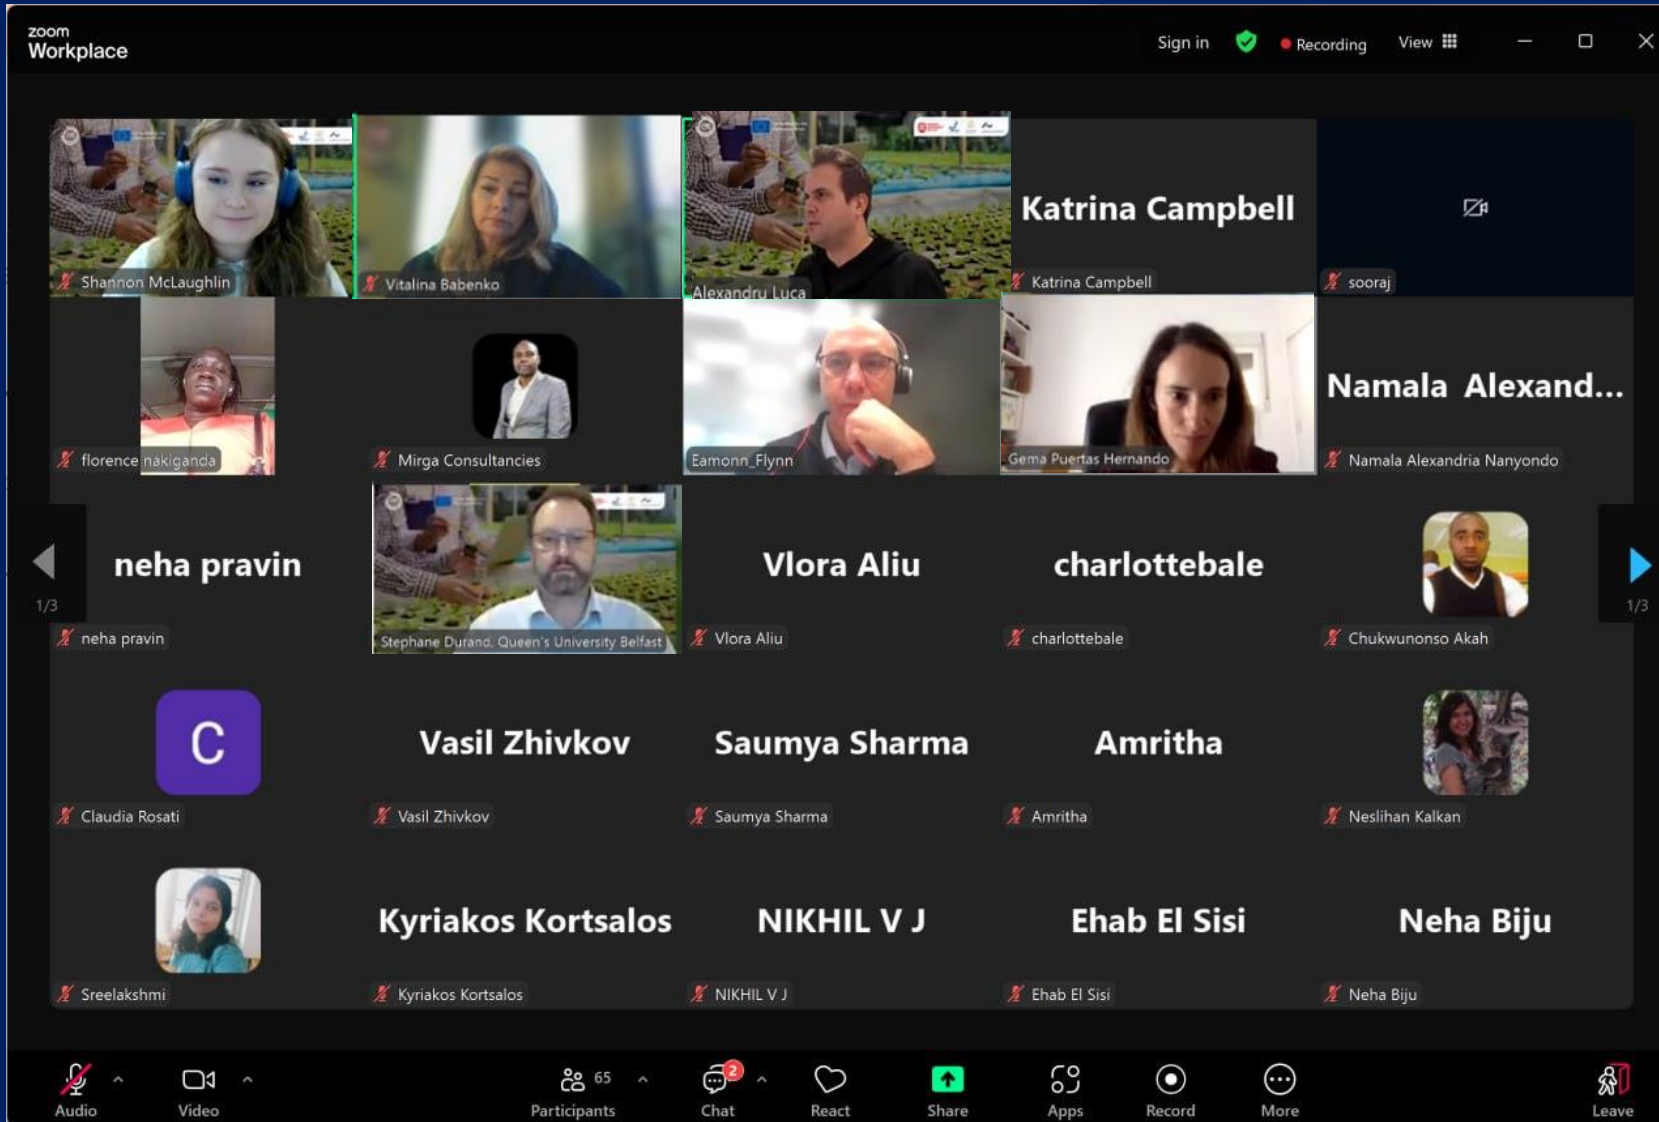 zoom
Workplace
Sign in
Recording
View
Shannon McLaughlin
Vitalina Babenko
Alexandru Luca
Katrina Campbell
Katrina Campbell
sooraj
florence nakiganda
Mirga Consultancies
Eamonn_Flynn
Gema Puertas Hernando
Namala Alexand...
Namala Alexandria Nanyondo
1/3
neha pravin
neha pravin
Stephane Durand, Queen's University Belfast
Vlora Aliu
Vlora Aliu
charlottebale
charlottebale
Chukwunonso Akah
1/3
C
Claudia Rosati
Vasil Zhivkov
Vasil Zhivkov
Saumya Sharma
Saumya Sharma
Amritha
Amritha
Neslihan Kalkan
Sreelakshmi
Kyriakos Kortsalos
Kyriakos Kortsalos
NIKHIL V J
NIKHIL V J
Ehab El Sisi
Ehab El Sisi
Neha Biju
Neha Biju
Audio
Video
65
Participants
2
Chat
React
Share
Apps
Record
More
Leave